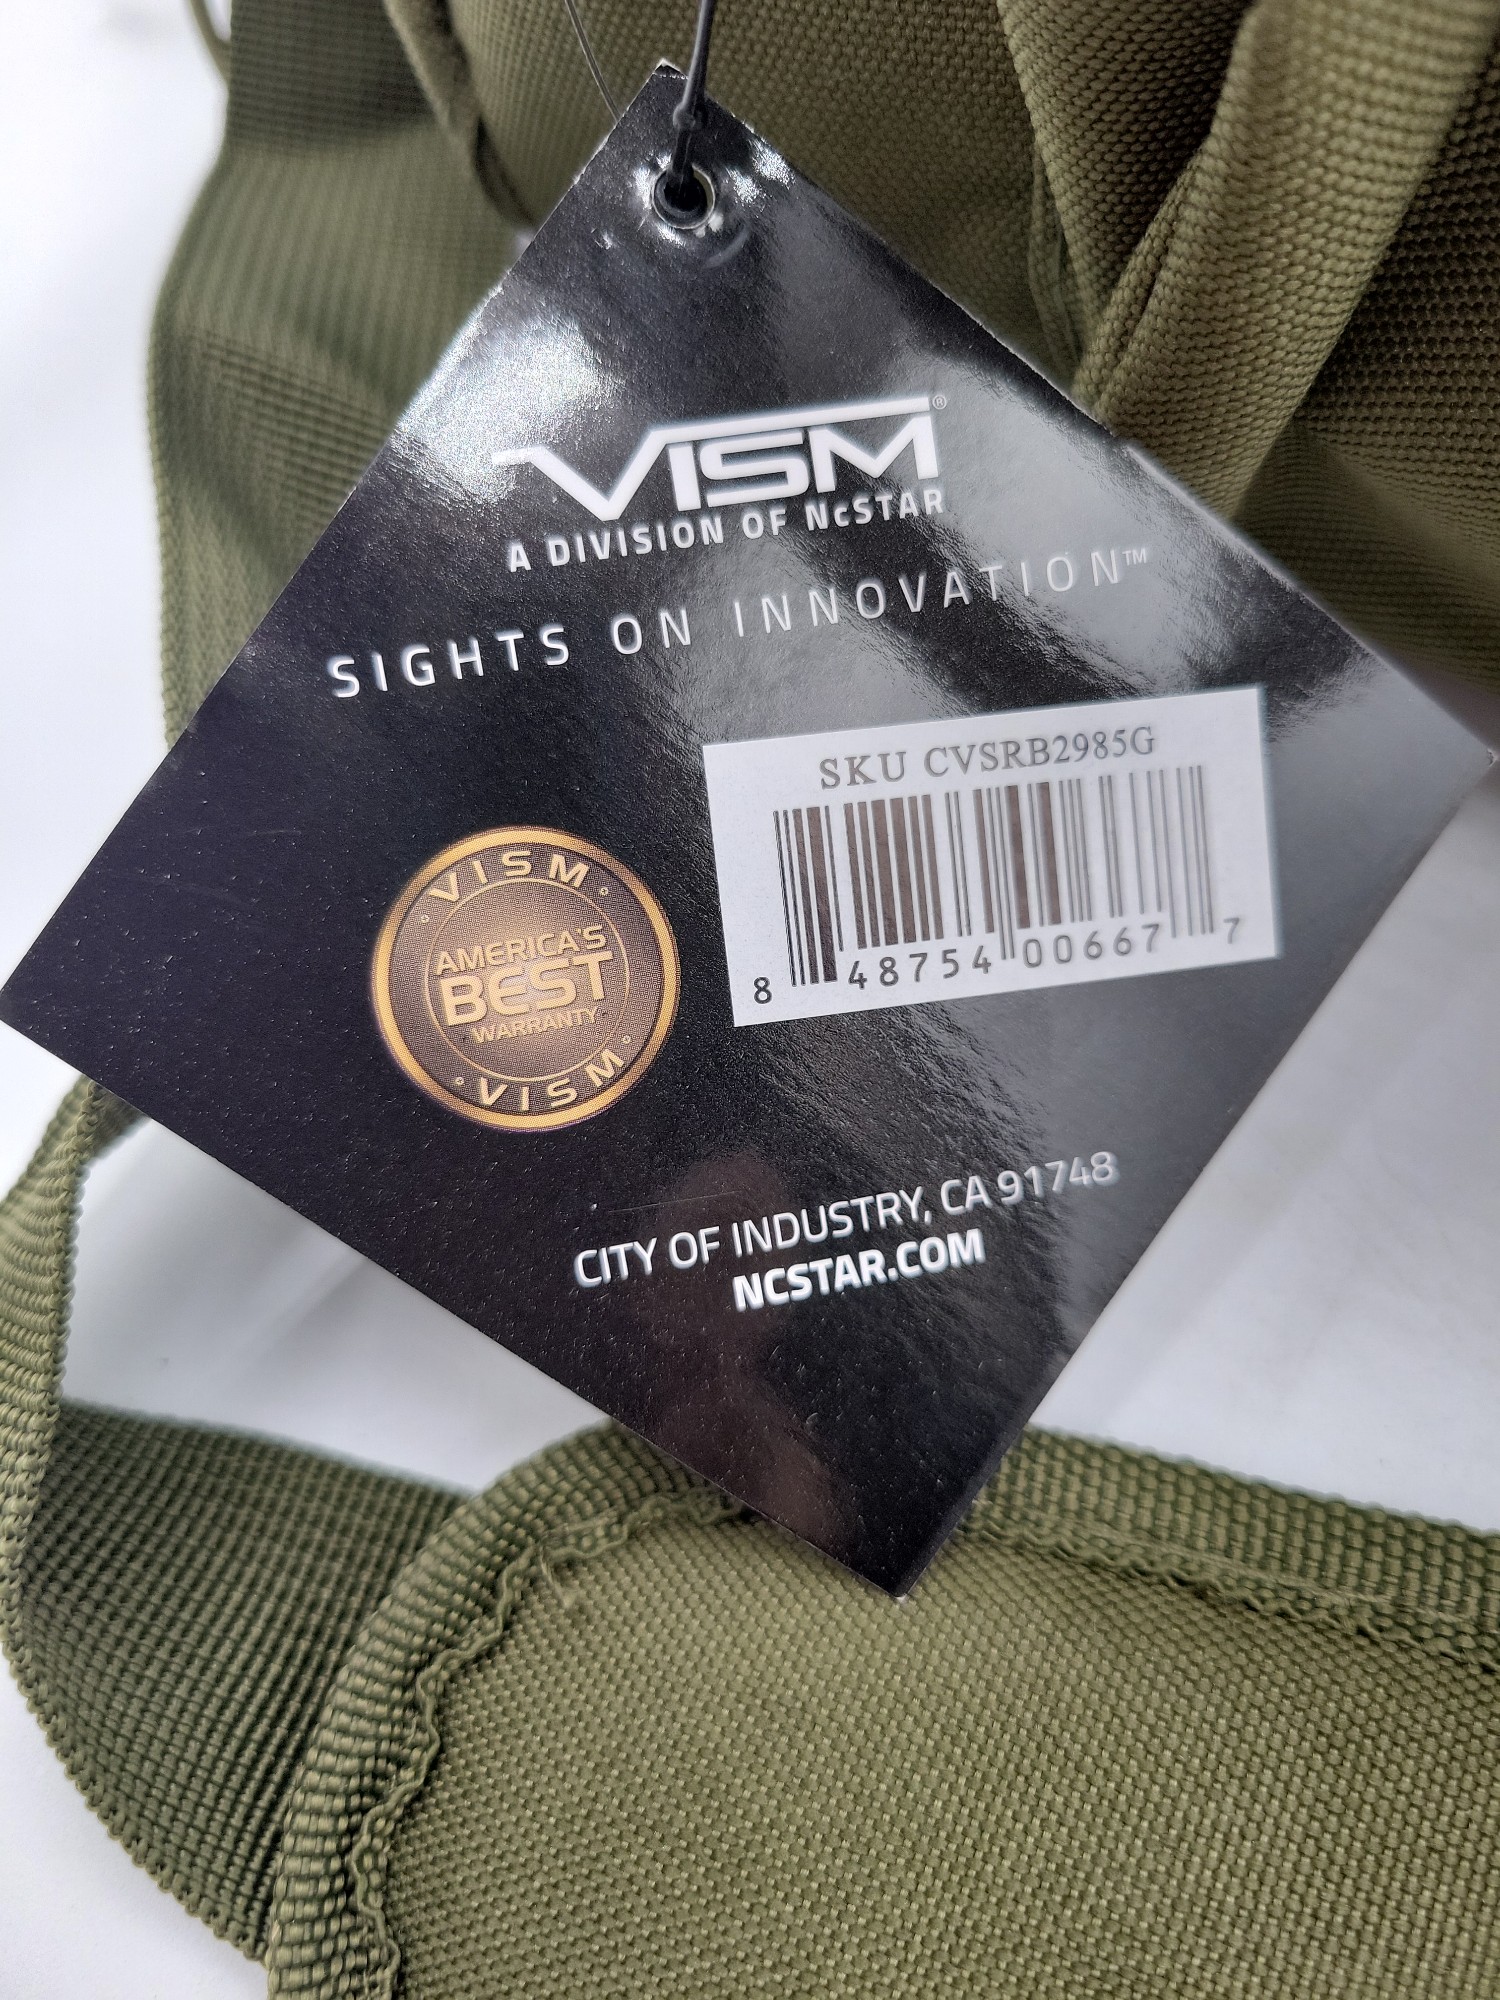 VISM®
A DIVISION OF NcSTAR
SIGHTS ON INNOVATION™
SKU CVSRB2985G
8 48754 00667 7
VISM
AMERICA'S
BEST
WARRANTY
VISM
CITY OF INDUSTRY, CA 91748
NCSTAR.COM